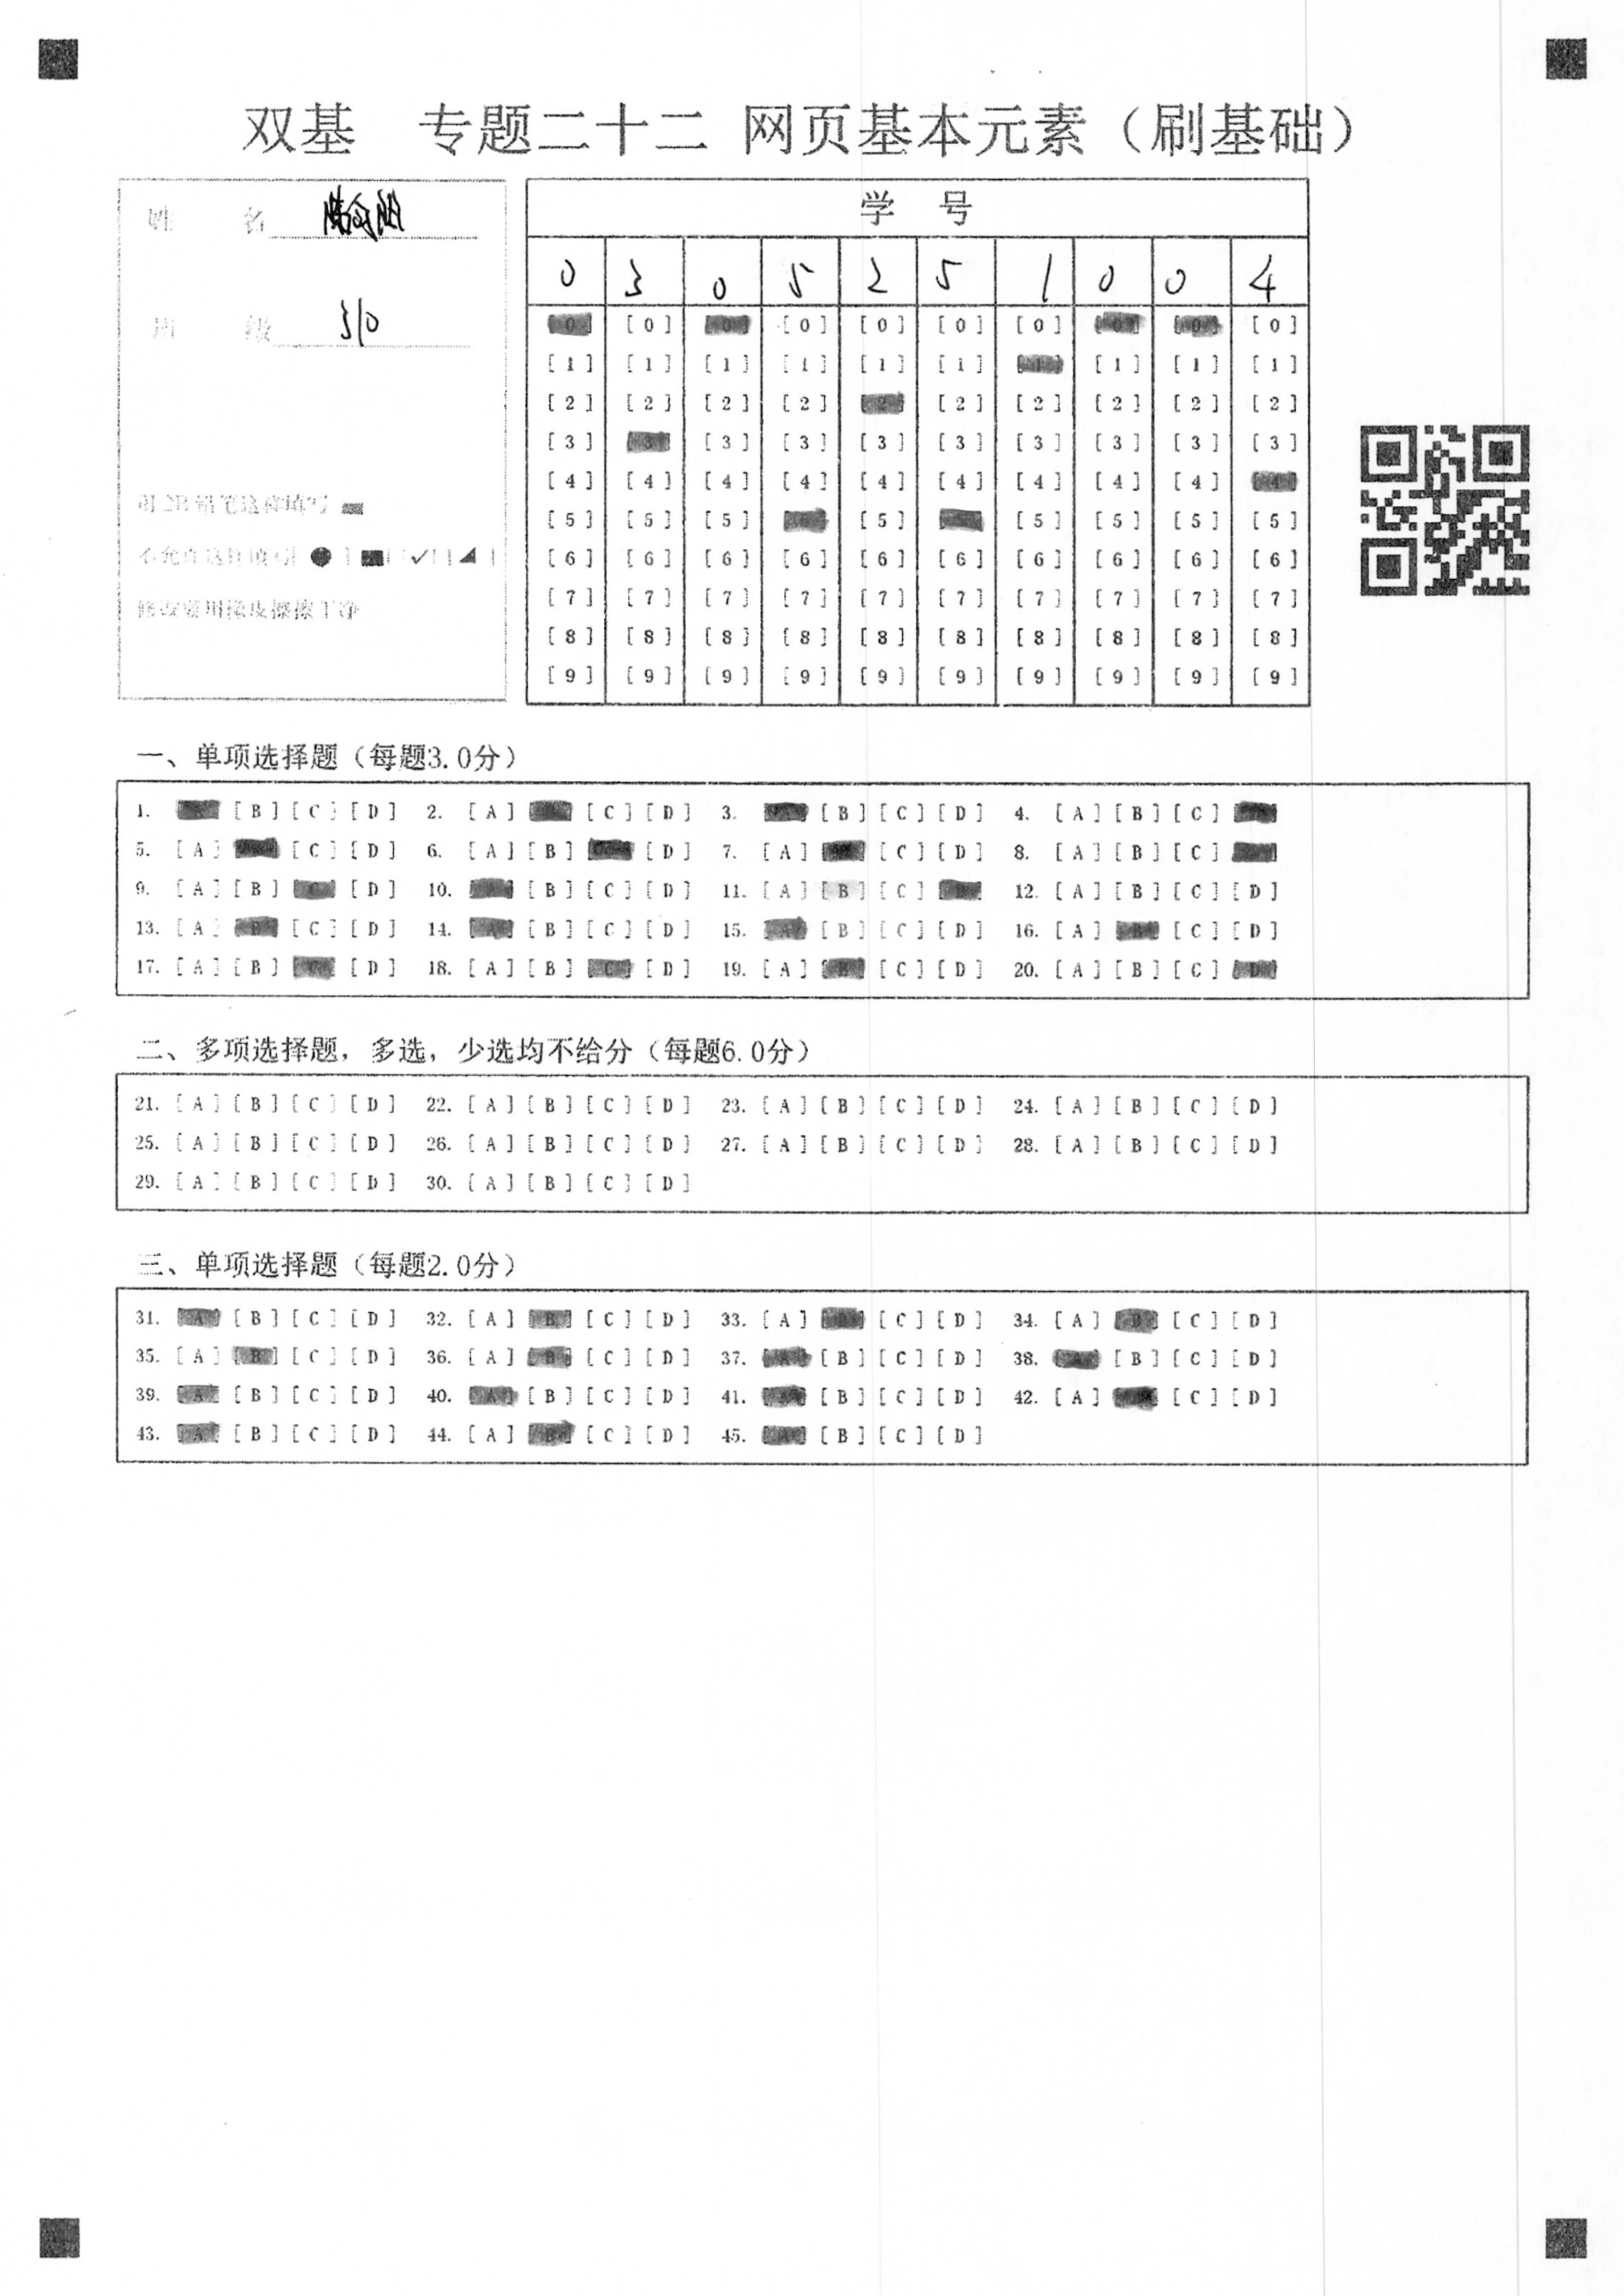 双基 专题二十二 网页基本元素（刷基础）
姓 名
班 级 310
用2B铅笔这样填写
不允许这样填写
修改要用橡皮擦擦干净
学 号
0 3 0 5 2 5 1 0 0 4
[0] [0] [0] [0] [0] [0] [0] [0] [0] [0]
[1] [1] [1] [1] [1] [1] [1] [1] [1] [1]
[2] [2] [2] [2] [2] [2] [2] [2] [2] [2]
[3] [3] [3] [3] [3] [3] [3] [3] [3] [3]
[4] [4] [4] [4] [4] [4] [4] [4] [4] [4]
[5] [5] [5] [5] [5] [5] [5] [5] [5]
[6] [6] [6] [6] [6] [6] [6] [6] [6] [6]
[7] [7] [7] [7] [7] [7] [7] [7] [7] [7]
[8] [8] [8] [8] [8] [8] [8] [8] [8] [8]
[9] [9] [9] [9] [9] [9] [9] [9] [9] [9]
一、单项选择题（每题3.0分）
1. [B] [C] [D] 2. [A] [C] [D] 3. [B] [C] [D] 4. [A] [B] [C]
5. [A] [C] [D] 6. [A] [B] [D] 7. [A] [C] [D] 8. [A] [B] [C]
9. [A] [B] [C] [D] 10. [B] [C] [D] 11. [A] [B] [C] 12. [A] [B] [C] [D]
13. [A] [B] [C] [D] 14. [A] [B] [C] [D] 15. [A] [B] [C] [D] 16. [A] [B] [C] [D]
17. [A] [B] [C] [D] 18. [A] [B] [C] [D] 19. [A] [B] [C] [D] 20. [A] [B] [C] [D]
二、多项选择题，多选，少选均不给分（每题6.0分）
21. [A] [B] [C] [D] 22. [A] [B] [C] [D] 23. [A] [B] [C] [D] 24. [A] [B] [C] [D]
25. [A] [B] [C] [D] 26. [A] [B] [C] [D] 27. [A] [B] [C] [D] 28. [A] [B] [C] [D]
29. [A] [B] [C] [D] 30. [A] [B] [C] [D]
三、单项选择题（每题2.0分）
31. [A] [B] [C] [D] 32. [A] [B] [C] [D] 33. [A] [B] [C] [D] 34. [A] [B] [C] [D]
35. [A] [B] [C] [D] 36. [A] [B] [C] [D] 37. [A] [B] [C] [D] 38. [A] [B] [C] [D]
39. [A] [B] [C] [D] 40. [A] [B] [C] [D] 41. [A] [B] [C] [D] 42. [A] [C] [D]
43. [A] [B] [C] [D] 44. [A] [B] [C] [D] 45. [A] [B] [C] [D]